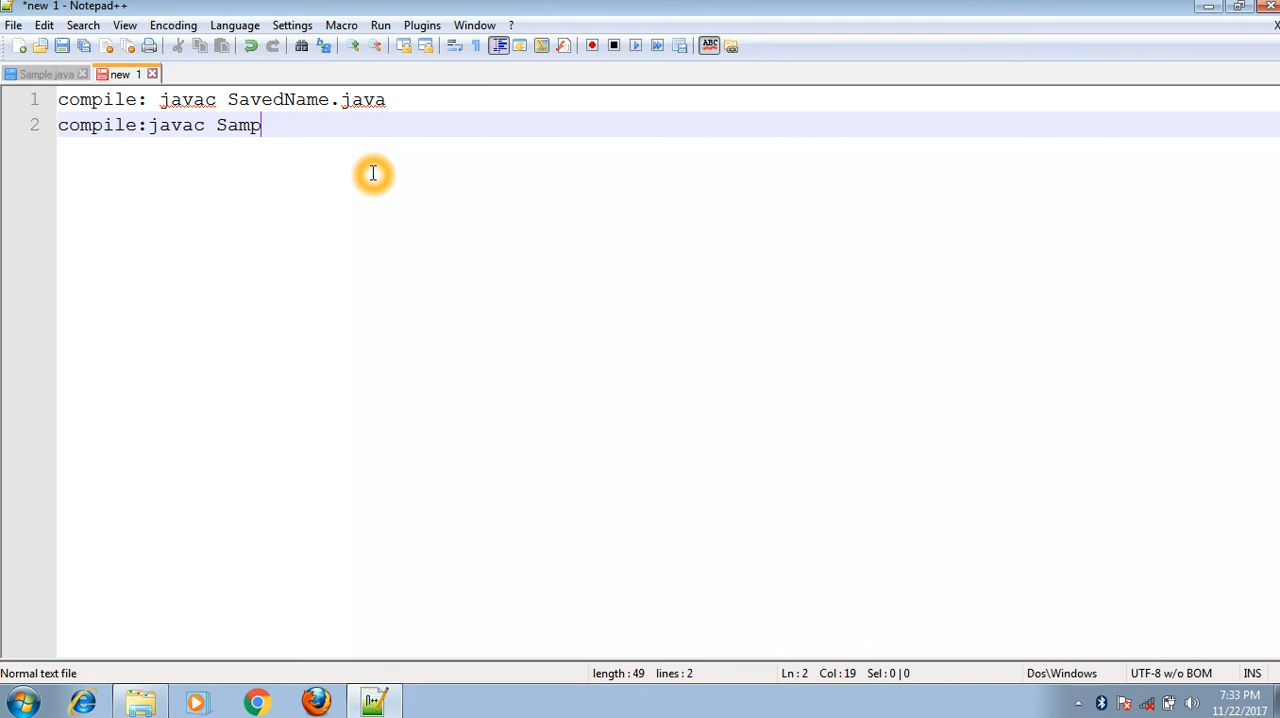 *new 1 - Notepad++
File Edit Search View Encoding Language Settings Macro Run Plugins Window ? X
ABC
Sample.java new 1
1 compile: javac SavedName.java
2 compile:javac Samp
Normal text file length : 49 lines : 2 Ln : 2 Col : 19 Sel : 0 | 0 Dos\Windows UTF-8 w/o BOM INS
7:33 PM
11/22/2017